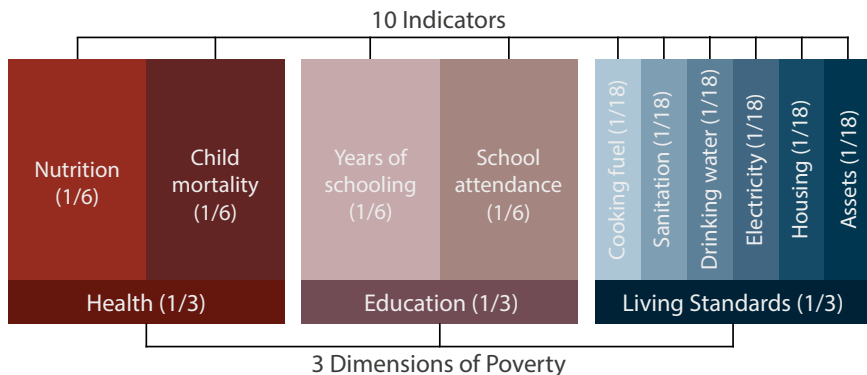 10 Indicators
Nutrition
(1/6)
Child
mortality
(1/6)
Years of
schooling
(1/6)
School
attendance
(1/6)
Cooking fuel (1/18)
Sanitation (1/18)
Drinking water (1/18)
Electricity (1/18)
Housing (1/18)
Assets (1/18)
Health (1/3)
Education (1/3)
Living Standards (1/3)
3 Dimensions of Poverty